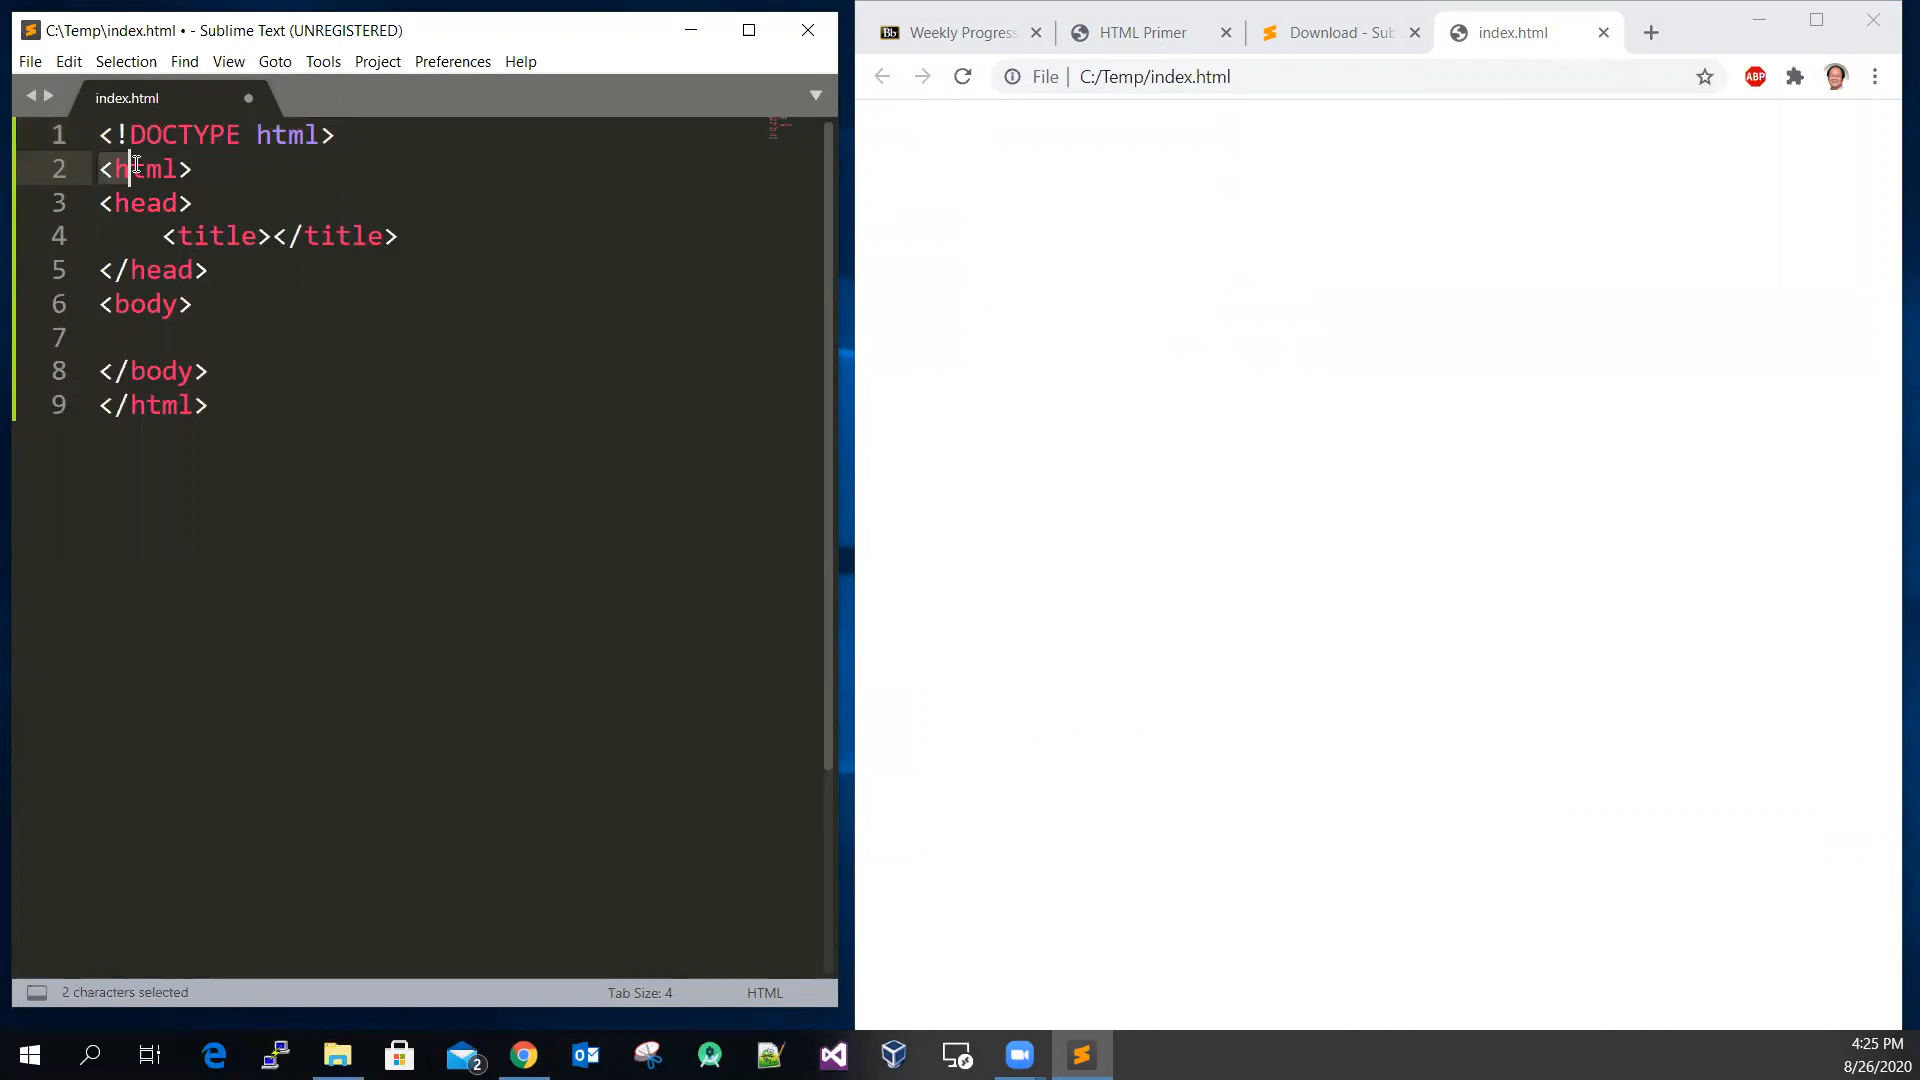 C:\Temp\index.html • - Sublime Text (UNREGISTERED)
File Edit Selection Find View Goto Tools Project Preferences Help
index.html
1 <!DOCTYPE html>
2 <html>
3 <head>
4 <title></title>
5 </head>
6 <body>
7
8 </body>
9 </html>
2 characters selected Tab Size: 4 HTML
Bb Weekly Progress HTML Primer Download - Sub index.html
File C:/Temp/index.html ABP
2
4:25 PM
8/26/2020